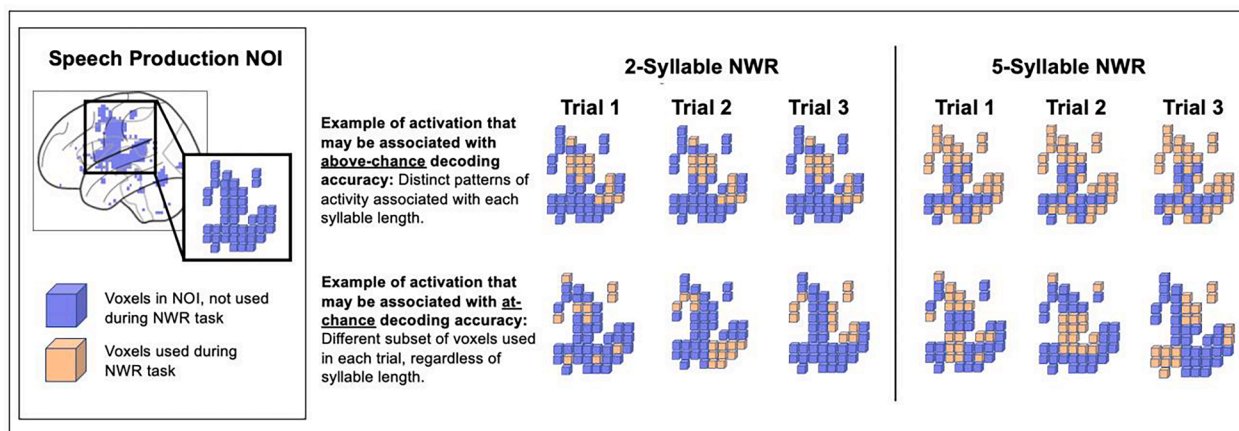 Speech Production NOI
Voxels in NOI, not used
during NWR task
Voxels used during
NWR task
2-Syllable NWR
5-Syllable NWR
Trial 1
Trial 2
Trial 3
Trial 1
Trial 2
Trial 3
Example of activation that
may be associated with
above-chance decoding
accuracy: Distinct patterns of
activity associated with each
syllable length.
Example of activation that
may be associated with at-
chance decoding accuracy:
Different subset of voxels used
in each trial, regardless of
syllable length.